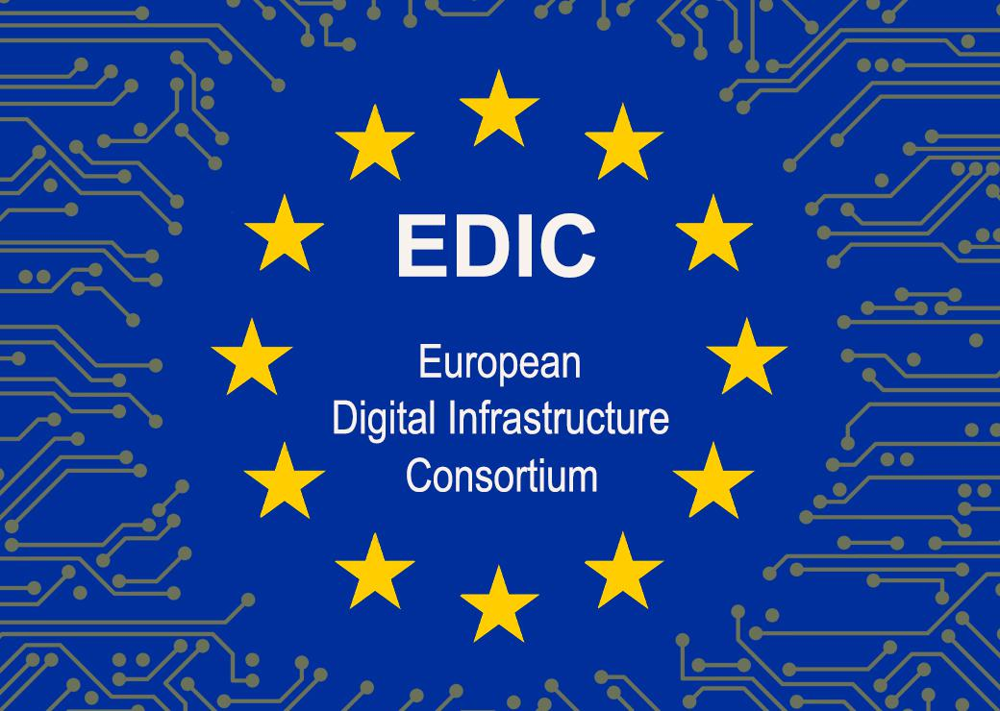 EDIC
European
Digital Infrastructure
Consortium